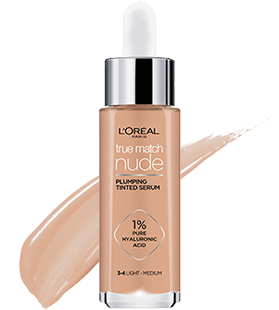 L'ORÉAL
PARIS
true match
nude
PLUMPING
TINTED SERUM
1%
PURE
HYALURONIC
ACID
3-4 LIGHT-MEDIUM